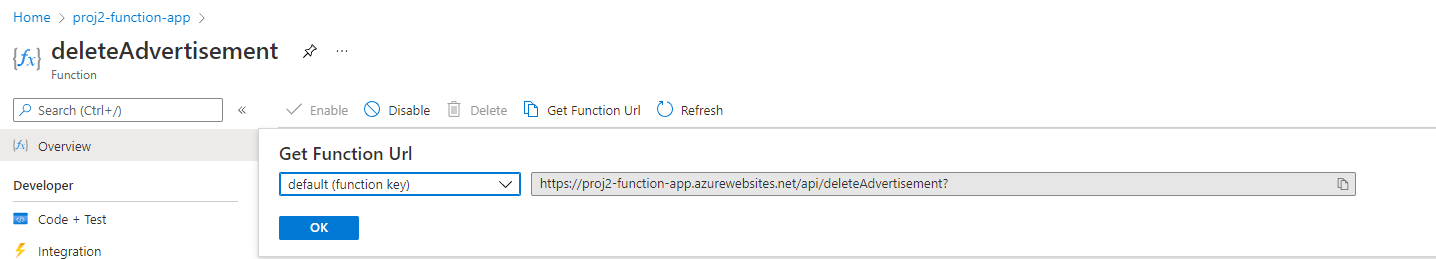 Home > proj2-function-app >
{fx} deleteAdvertisement ...
Function
Search (Ctrl+/) «
Enable Disable Delete Get Function Url Refresh
{fx} Overview
Get Function Url
default (function key) https://proj2-function-app.azurewebsites.net/api/deleteAdvertisement?
Developer
Code + Test
OK
Integration